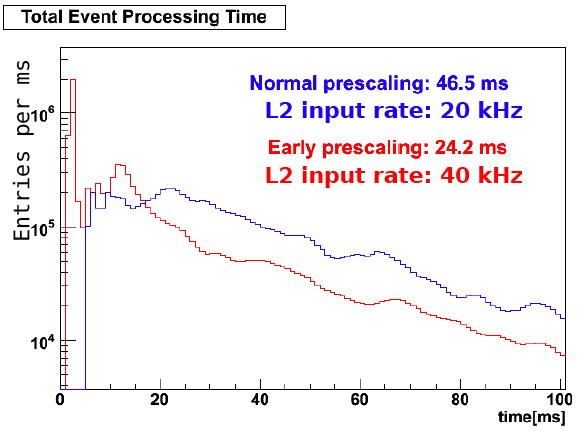 Total Event Processing Time
Entries per ms
Normal prescaling: 46.5 ms
L2 input rate: 20 kHz
Early prescaling: 24.2 ms
L2 input rate: 40 kHz
10⁶
10⁵
10⁴
0 20 40 60 80 100
time[ms]